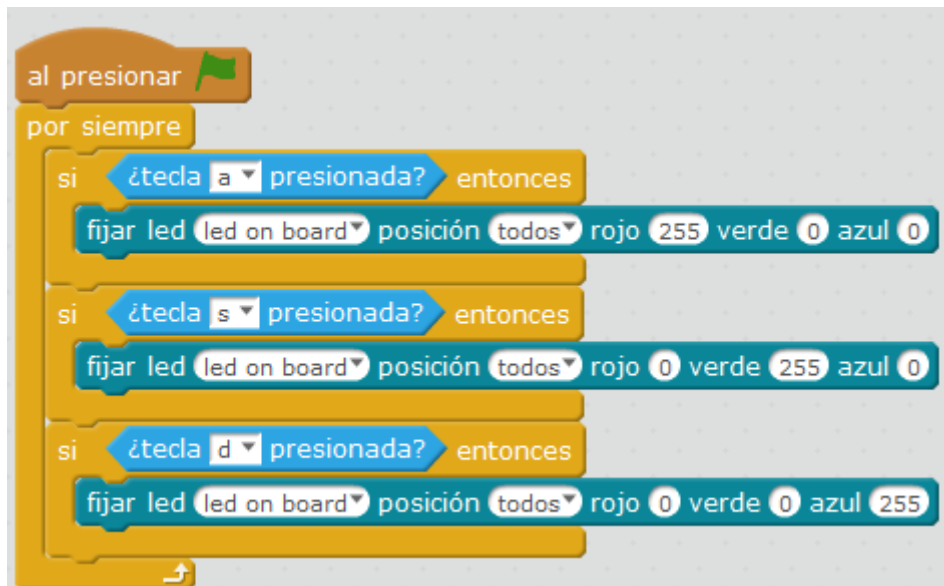 al presionar
por siempre
si ¿tecla a presionada? entonces
fijar led led on board posición todos rojo 255 verde 0 azul 0
si ¿tecla s presionada? entonces
fijar led led on board posición todos rojo 0 verde 255 azul 0
si ¿tecla d presionada? entonces
fijar led led on board posición todos rojo 0 verde 0 azul 255